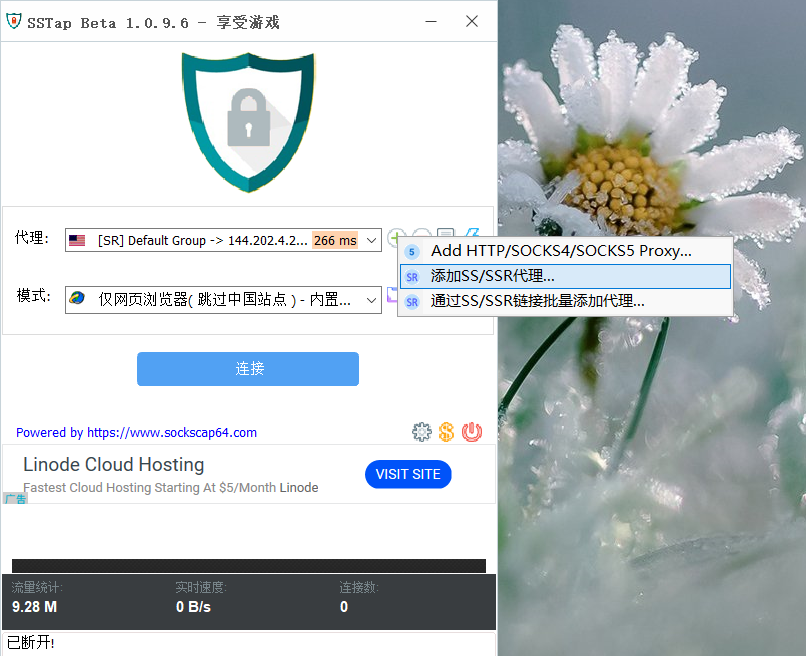 SSTap Beta 1.0.9.6 - 享受游戏
代理:
[SR] Default Group -> 144.202.4.2... 266 ms
5 Add HTTP/SOCKS4/SOCKS5 Proxy...
SR 添加SS/SSR代理...
SR 通过SS/SSR链接批量添加代理...
模式:
仅网页浏览器( 跳过中国站点 ) - 内置...
连接
Powered by https://www.sockscap64.com
Linode Cloud Hosting
Fastest Cloud Hosting Starting At $5/Month Linode
VISIT SITE
广告
流量统计: 实时速度: 连接数:
9.28 M 0 B/s 0
已断开!